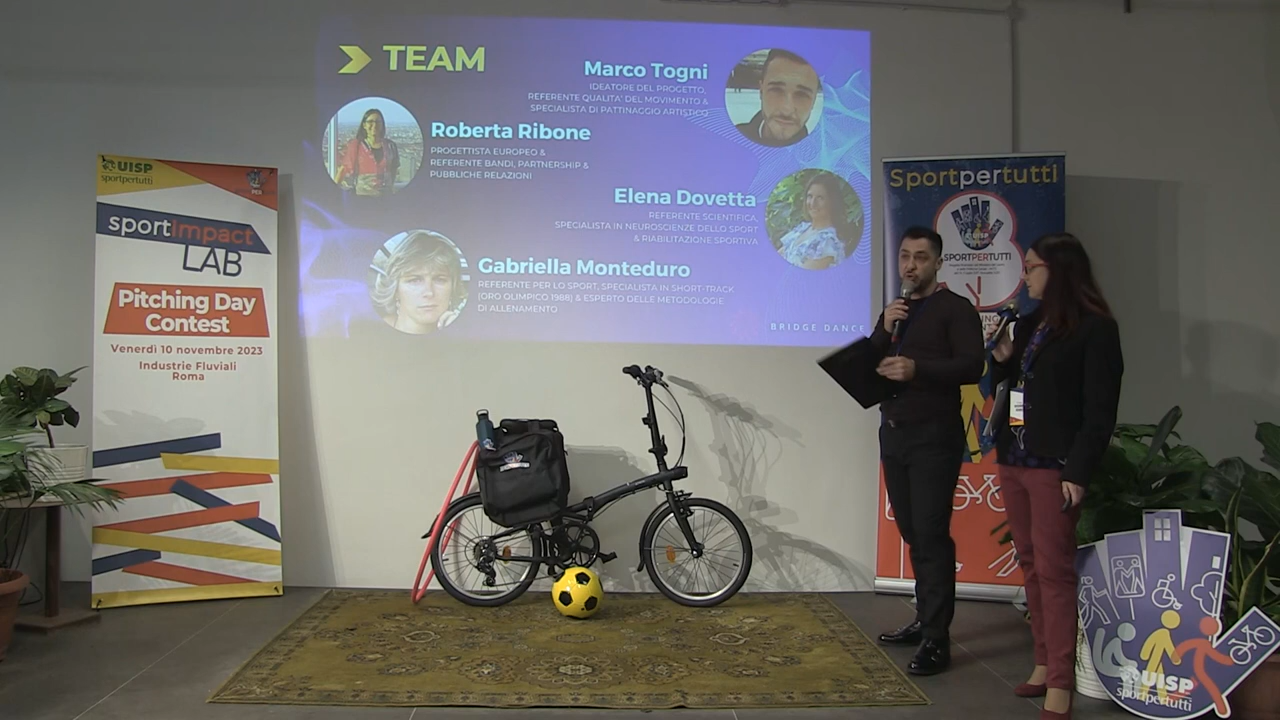 TEAM
Marco Togni
IDEATORE DEL PROGETTO,
REFERENTE QUALITA' DEL MOVIMENTO &
SPECIALISTA DI PATTINAGGIO ARTISTICO
Roberta Ribone
PROGETTISTA EUROPEO &
REFERENTE BANDI, PARTNERSHIP &
PUBBLICHE RELAZIONI
Elena Dovetta
REFERENTE SCIENTIFICA,
SPECIALISTA IN NEUROSCIENZE DELLO SPORT
& RIABILITAZIONE SPORTIVA
Gabriella Monteduro
REFERENTE PER LO SPORT, SPECIALISTA IN SHORT-TRACK
(ORO OLIMPICO 1988) & ESPERTO DELLE METODOLOGIE
DI ALLENAMENTO
BRIDGE DANCE
UISP
sportpertutti
sportImpact
LAB
Pitching Day
Contest
Venerdì 10 novembre 2023
Industrie Fluviali
Roma
Sportpertutti
UISP
SPORTPERTUTTI
UISP
sportpertutti